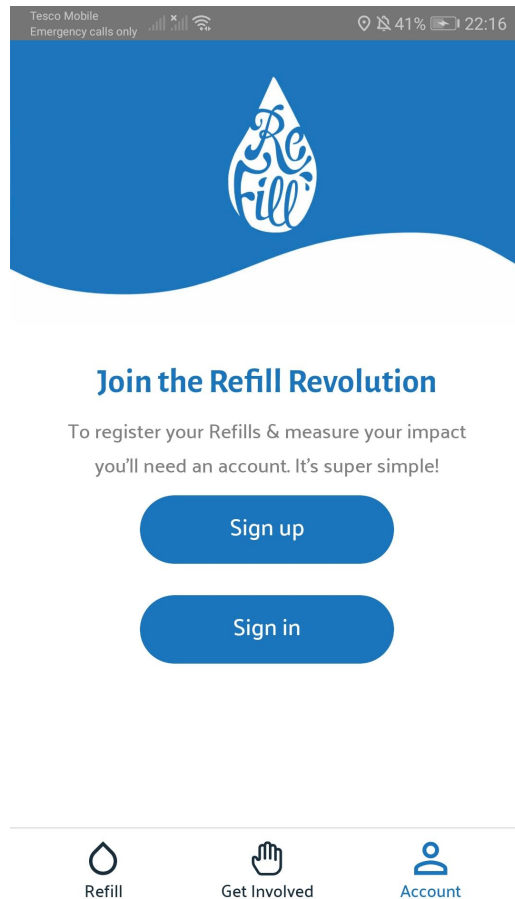 Tesco Mobile
Emergency calls only
41%
22:16
Re
Fill
Join the Refill Revolution
To register your Refills & measure your impact
you'll need an account. It's super simple!
Sign up
Sign in
Refill
Get Involved
Account